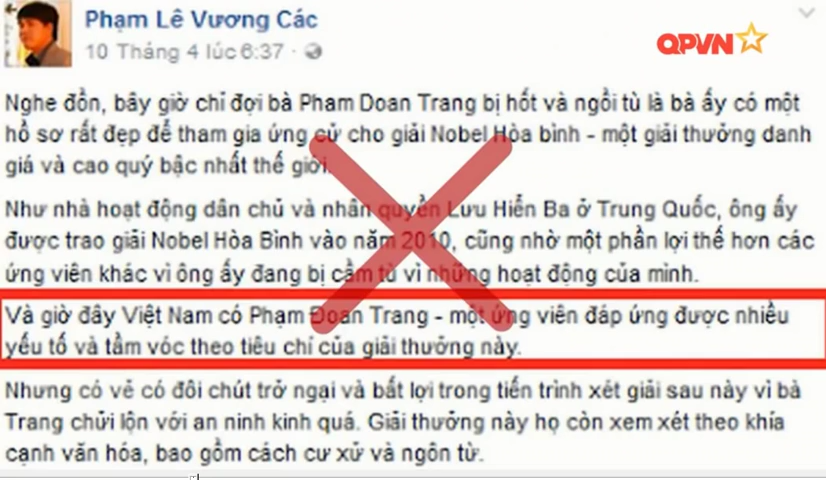 Phạm Lê Vương Các
10 Tháng 4 lúc 6:37 ·
QPVN
Nghe đồn, bây giờ chỉ đợi bà Pham Doan Trang bị hốt và ngồi tù là bà ấy có một
hồ sơ rất đẹp để tham gia ứng cử cho giải Nobel Hòa bình - một giải thưởng danh
giá và cao quý bậc nhất thế giới.
Như nhà hoạt động dân chủ và nhân quyền Lưu Hiển Ba ở Trung Quốc, ông ấy
được trao giải Nobel Hòa Bình vào năm 2010, cũng nhờ một phần lợi thế hơn các
ứng viên khác vì ông ấy đang bị cầm tù vì những hoạt động của mình.
Và giờ đây Việt Nam có Phạm Đoan Trang - một ứng viên đáp ứng được nhiều
yếu tố và tầm vóc theo tiêu chí của giải thưởng này.
Nhưng có vẻ có đôi chút trở ngại và bất lợi trong tiến trình xét giải sau này vì bà
Trang chửi lộn với an ninh kinh quá. Giải thưởng này họ còn xem xét theo khía
cạnh văn hóa, bao gồm cách cư xử và ngôn từ.